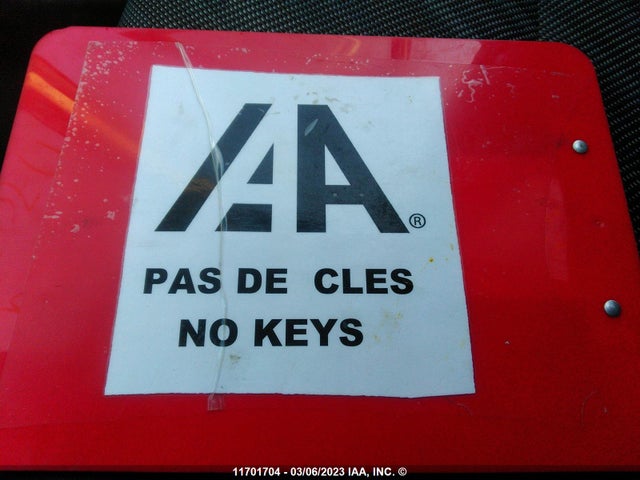 IAA®
PAS DE CLES
NO KEYS
11701704 - 03/06/2023 IAA, INC. ©